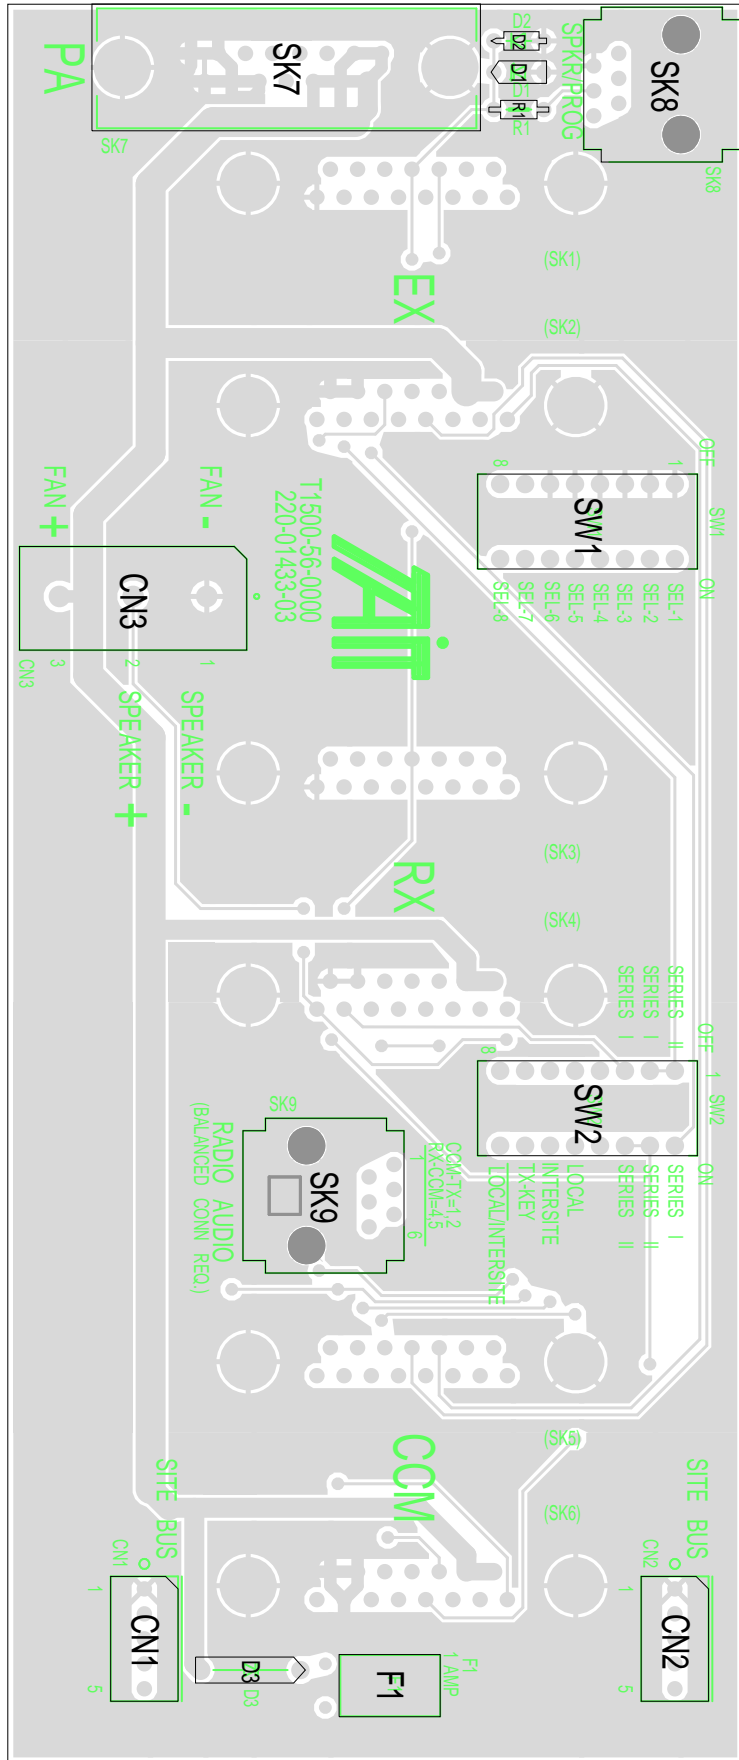 PA
SK7
SK7
D2
D2
D1
D1
R1
R1
SPKR/PROG
SK8
SK8
(SK1)
EX
(SK2)
OFF
8
1
SW1
SW1
ON
SEL-1
SEL-2
SEL-3
SEL-4
SEL-5
SEL-6
SEL-7
SEL-8
FAN +
FAN -
T1500-56-0000
220-01433-03
TAIT
CN3
CN3
3
2
1
SPEAKER +
SPEAKER -
(SK3)
RX
(SK4)
SERIES II
SERIES I
SERIES I
OFF
8
1
SW2
SW2
ON
SERIES I
SERIES II
SERIES II
LOCAL
INTERSITE
TX-KEY
LOCAL/INTERSITE
SK9
SK9
1
6
CCM-TX=1,2
RX-CCM=4,5
RADIO AUDIO
(BALANCED CONN REQ.)
(SK5)
CCM
(SK6)
SITE BUS
CN1
1
CN1
5
SITE BUS
CN2
1
CN2
5
D3
D3
F1
F1
1 AMP